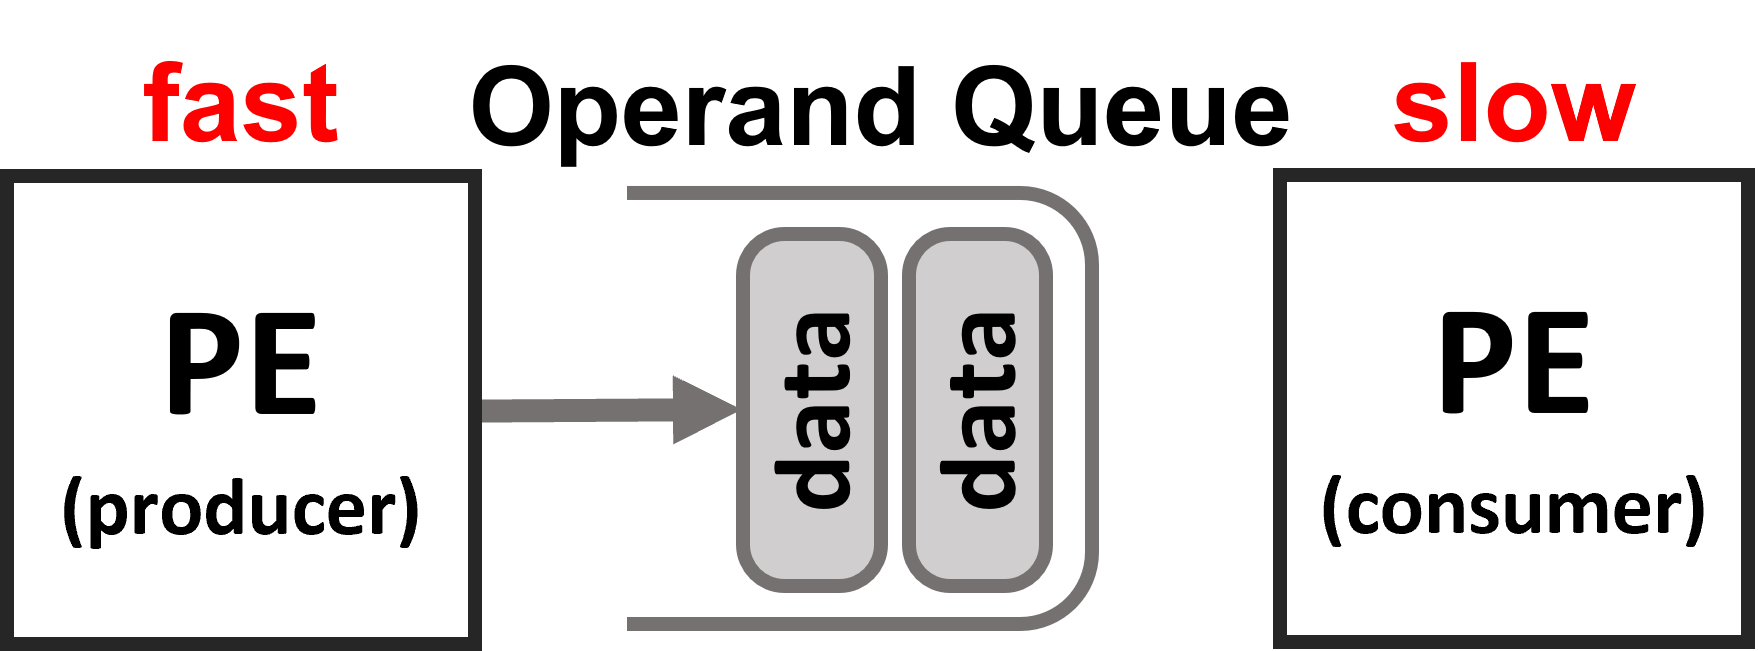 fast
Operand Queue
slow
PE
(producer)
data
data
PE
(consumer)